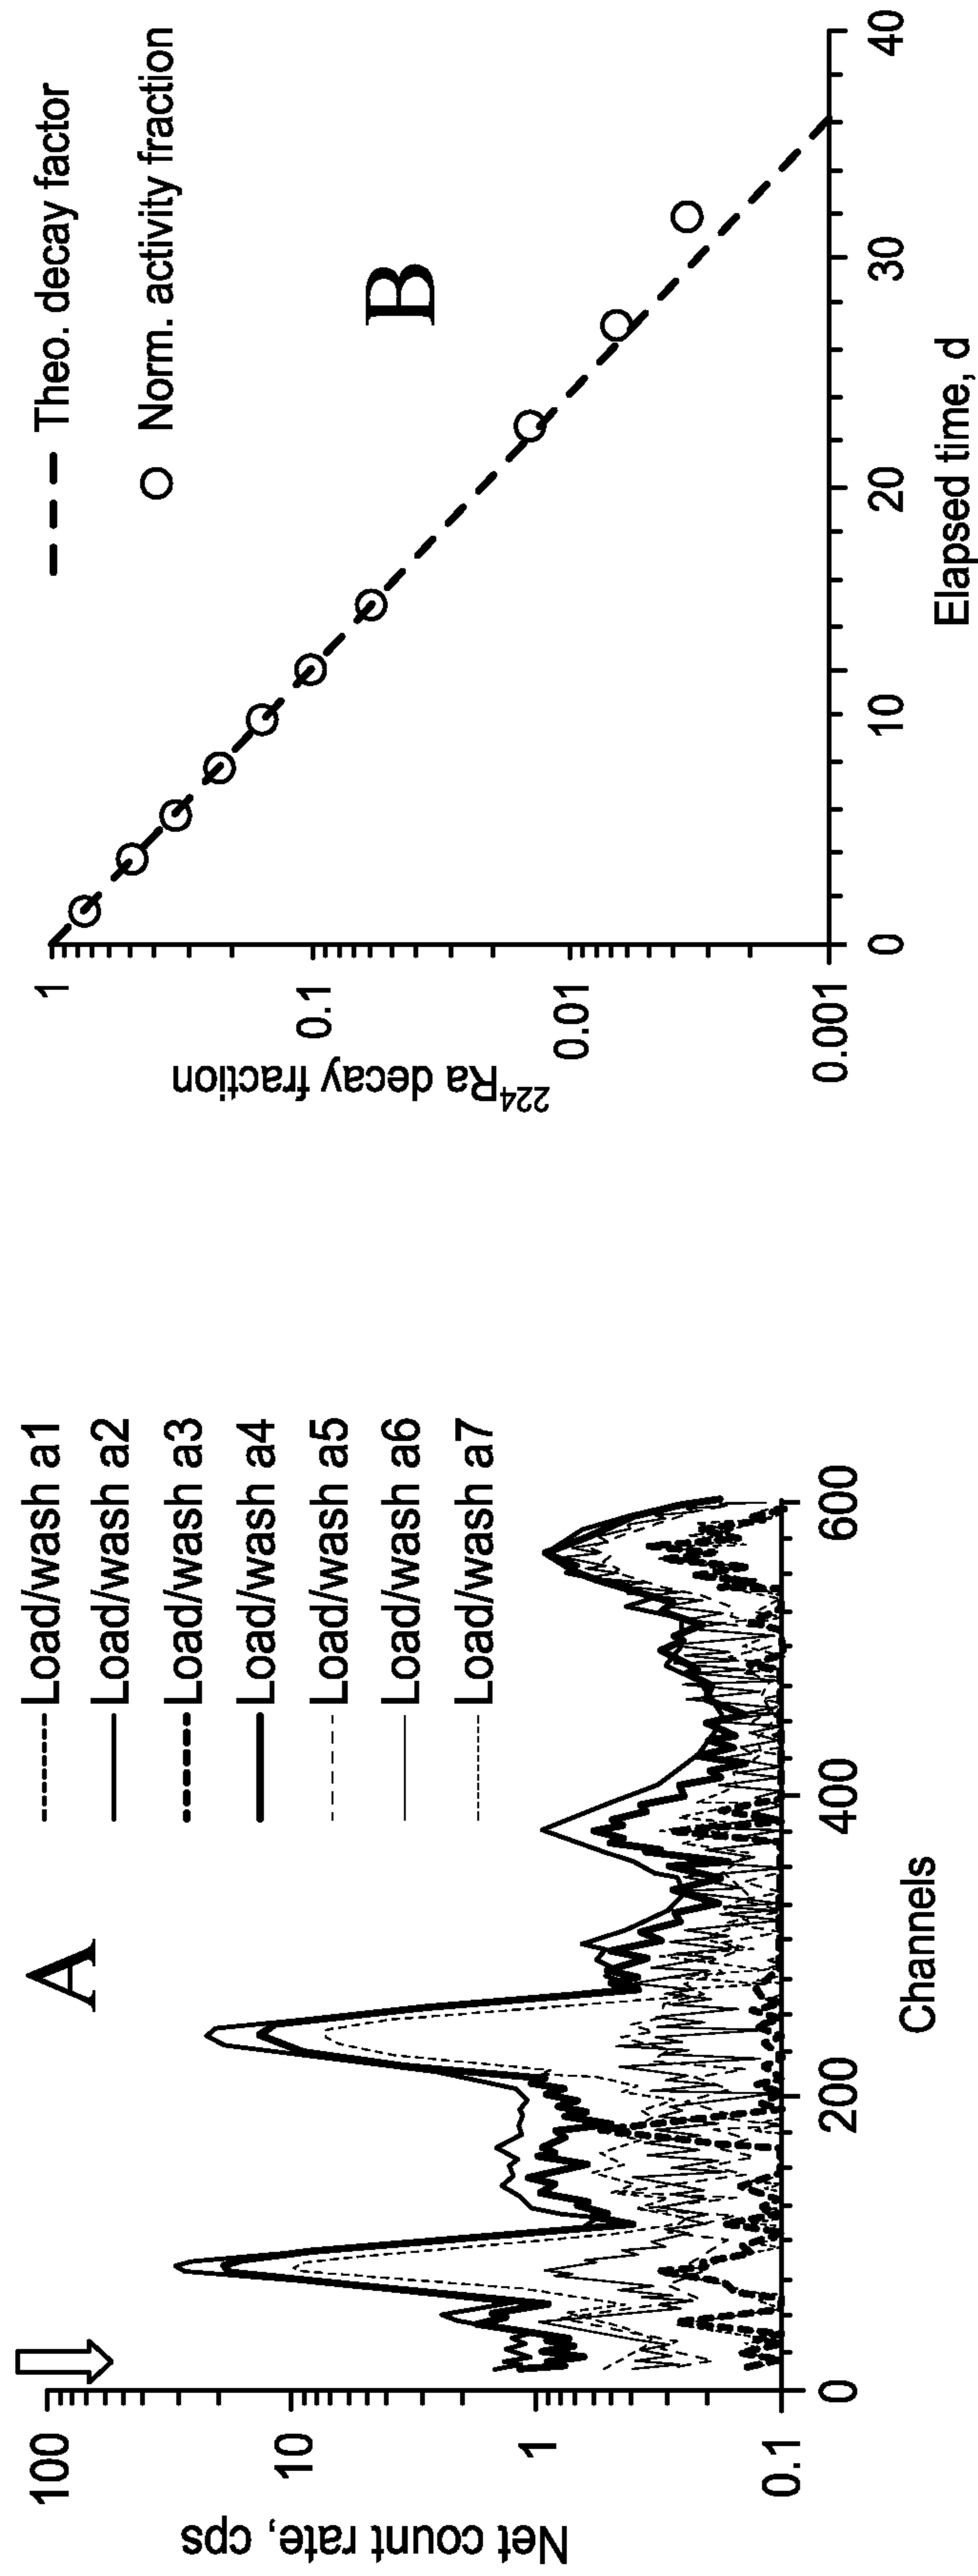 A
Load/wash a1
Load/wash a2
Load/wash a3
Load/wash a4
Load/wash a5
Load/wash a6
Load/wash a7
100
10
1
0.1
Net count rate, cps
0
200
400
600
Channels
B
Theo. decay factor
Norm. activity fraction
1
0.1
0.01
0.001
²²⁴Ra decay fraction
0
10
20
30
40
Elapsed time, d